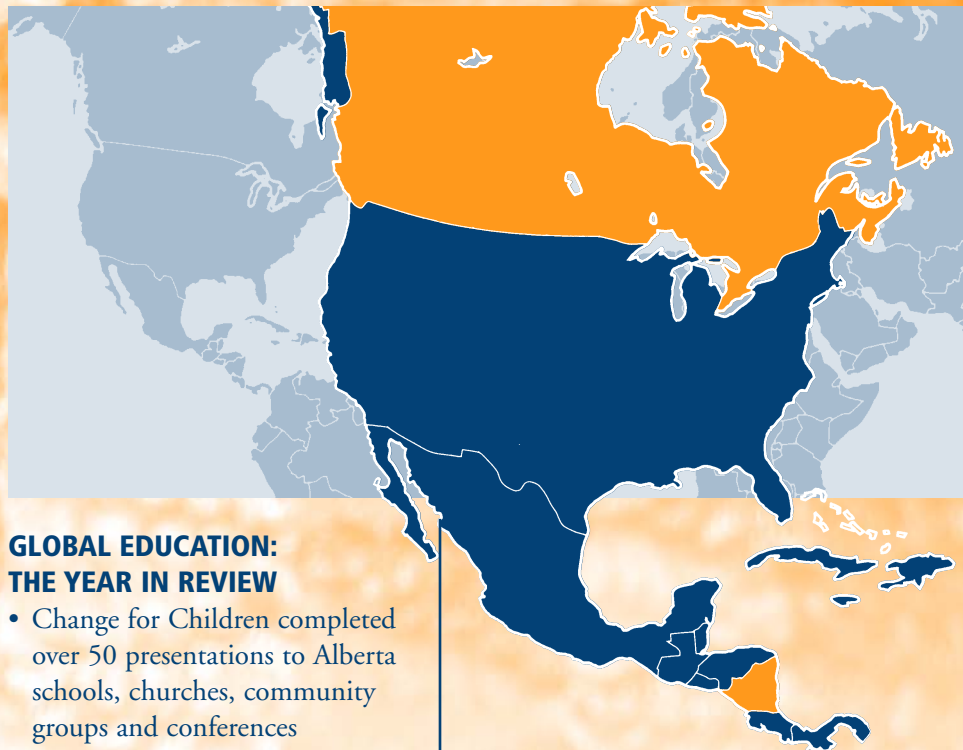 GLOBAL EDUCATION:
THE YEAR IN REVIEW
• Change for Children completed
over 50 presentations to Alberta
schools, churches, community
groups and conferences